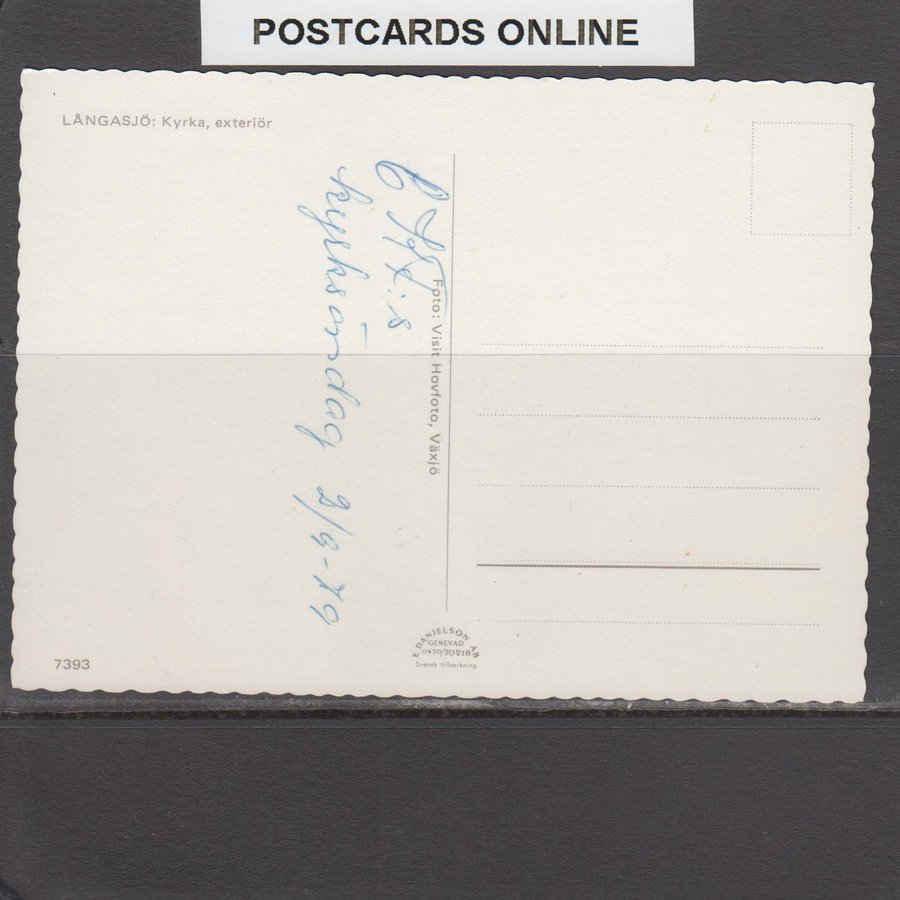 POSTCARDS ONLINE
LÅNGASJÖ: Kyrka, exteriör
kyrksöndag 2/9-79
Foto: Visit Hovfoto, Växjö
7393
E. DANIELSON AB
GENEVAD
0430/70218
Svensk tillverkning.